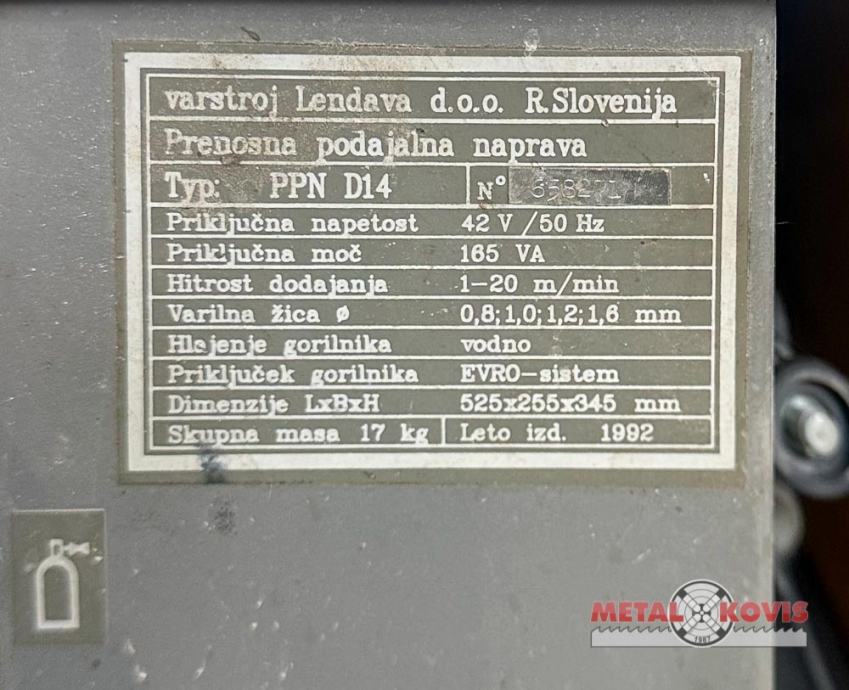 varstroj Lendava d.o.o. R.Slovenija
Prenosna podajalna naprava
Typ: PPN D14 N°
Priključna napetost 42 V /50 Hz
Priključna moč 165 VA
Hitrost dodajanja 1-20 m/min
Varilna žica ø 0,8;1,0;1,2;1,6 mm
Hlajenje gorilnika vodno
Priključek gorilnika EVRO-sistem
Dimenzije LxBxH 525x255x345 mm
Skupna masa 17 kg Leto izd. 1992
METAL KOVIS
1987